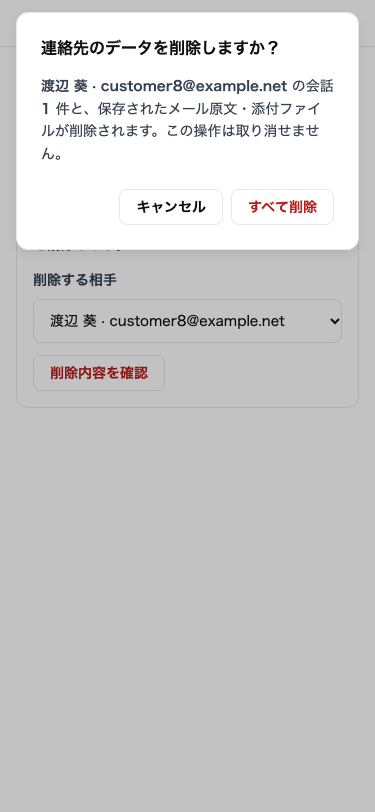 連絡先のデータを削除しますか？
渡辺 葵 · customer8@example.net の会話
1 件と、保存されたメール原文・添付ファイ
ルが削除されます。この操作は取り消せませ
ん。
キャンセル
すべて削除
削除する相手
渡辺 葵 · customer8@example.net
削除内容を確認